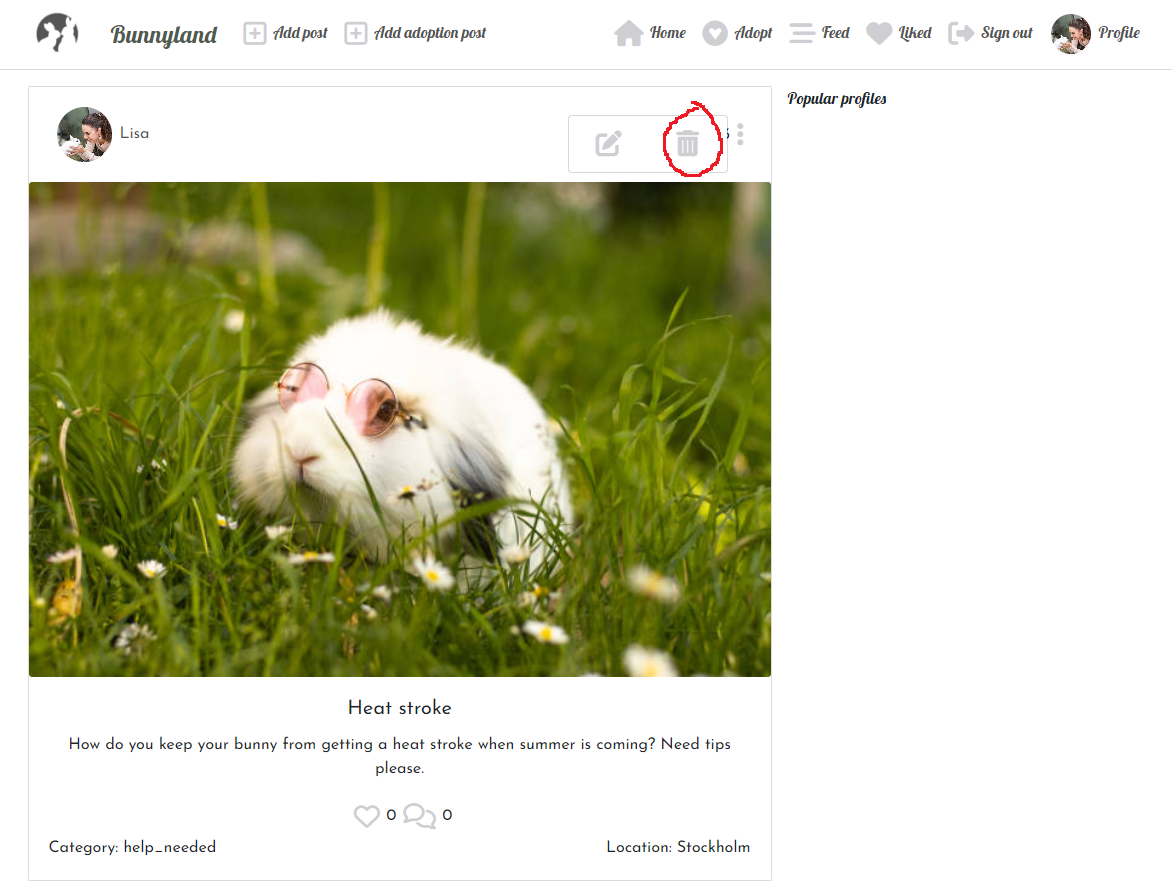 Bunnyland
Add post
Add adoption post
Home
Adopt
Feed
Liked
Sign out
Profile
Lisa
Popular profiles
Heat stroke
How do you keep your bunny from getting a heat stroke when summer is coming? Need tips
please.
0
0
Category: help_needed
Location: Stockholm